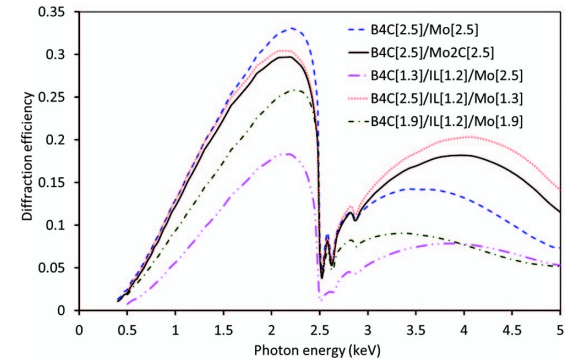 0.35
0.3
0.25
0.2
0.15
0.1
0.05
0
Diffraction efficiency
B4C[2.5]/Mo[2.5]
B4C[2.5]/Mo2C[2.5]
B4C[1.3]/IL[1.2]/Mo[2.5]
B4C[2.5]/IL[1.2]/Mo[1.3]
B4C[1.9]/IL[1.2]/Mo[1.9]
0 0.5 1 1.5 2 2.5 3 3.5 4 4.5 5
Photon energy (keV)